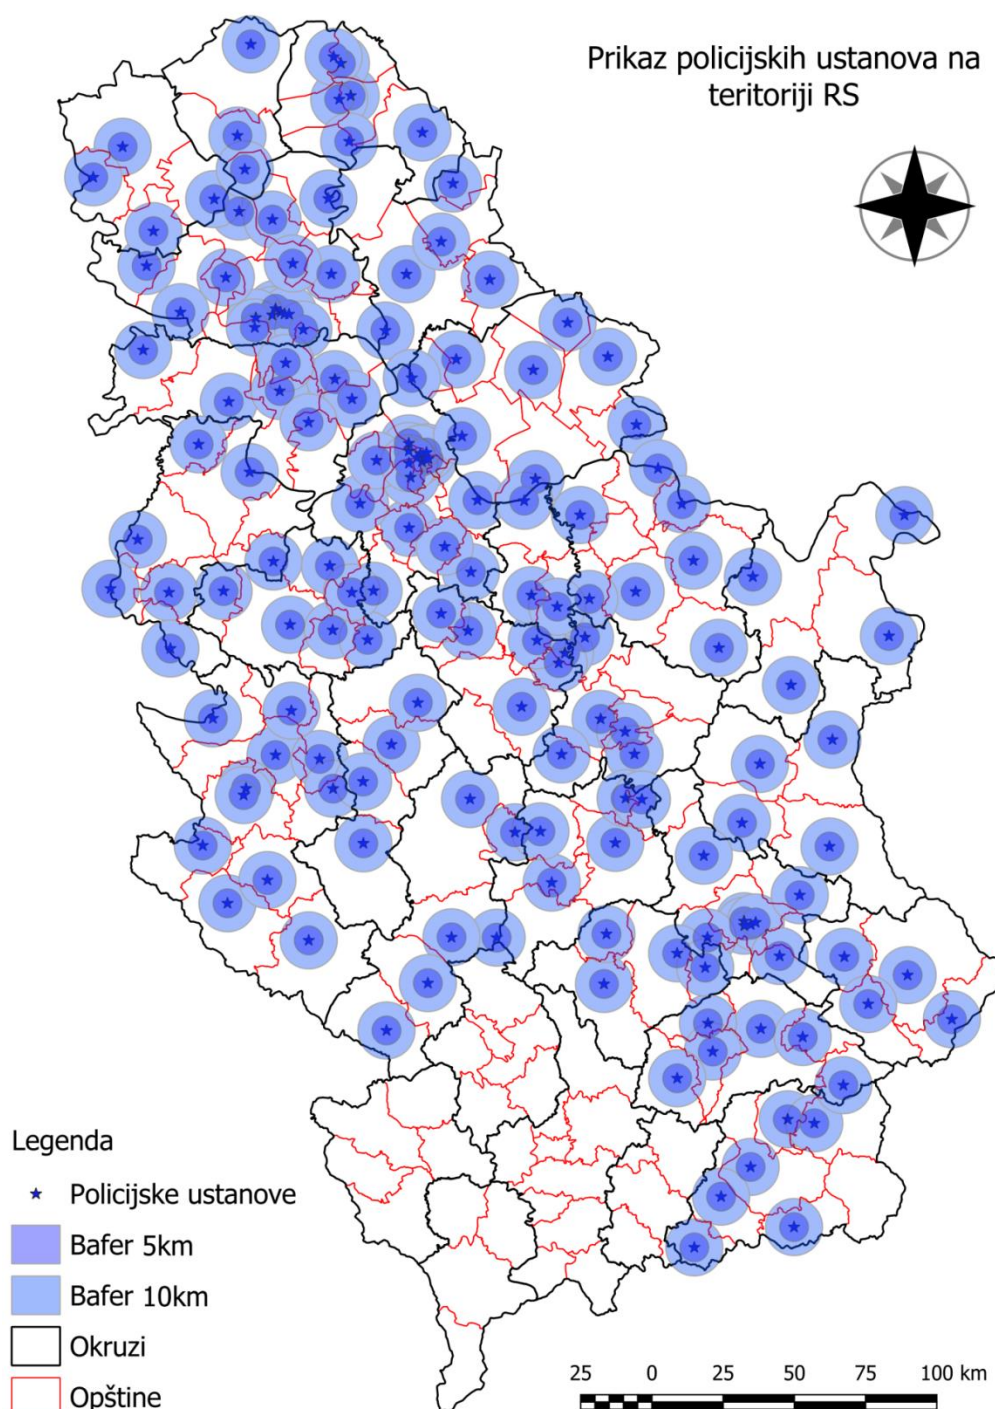 Prikaz policijskih ustanova na
teritoriji RS
Legenda
Policijske ustanove
Bafer 5km
Bafer 10km
Okruzi
Opštine
25 0 25 50 75 100 km